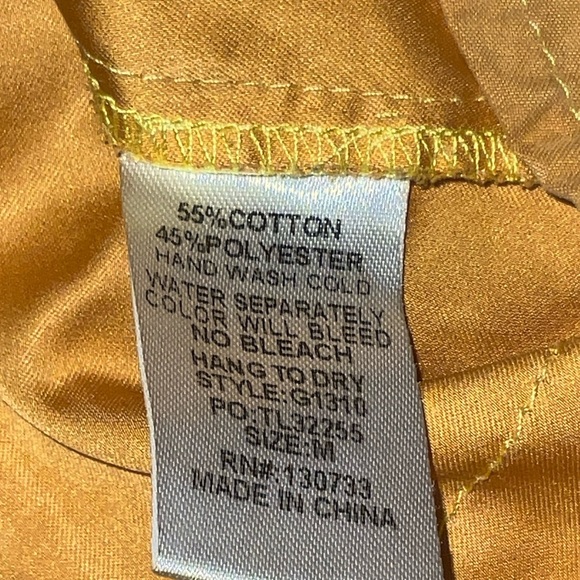 55%COTTON
45%POLYESTER
HAND WASH COLD
WATER SEPARATELY
COLOR WILL BLEED
NO BLEACH
HANG TO DRY
STYLE:G1310
PO:TL32255
SIZE:M
RN#:130733
MADE IN CHINA